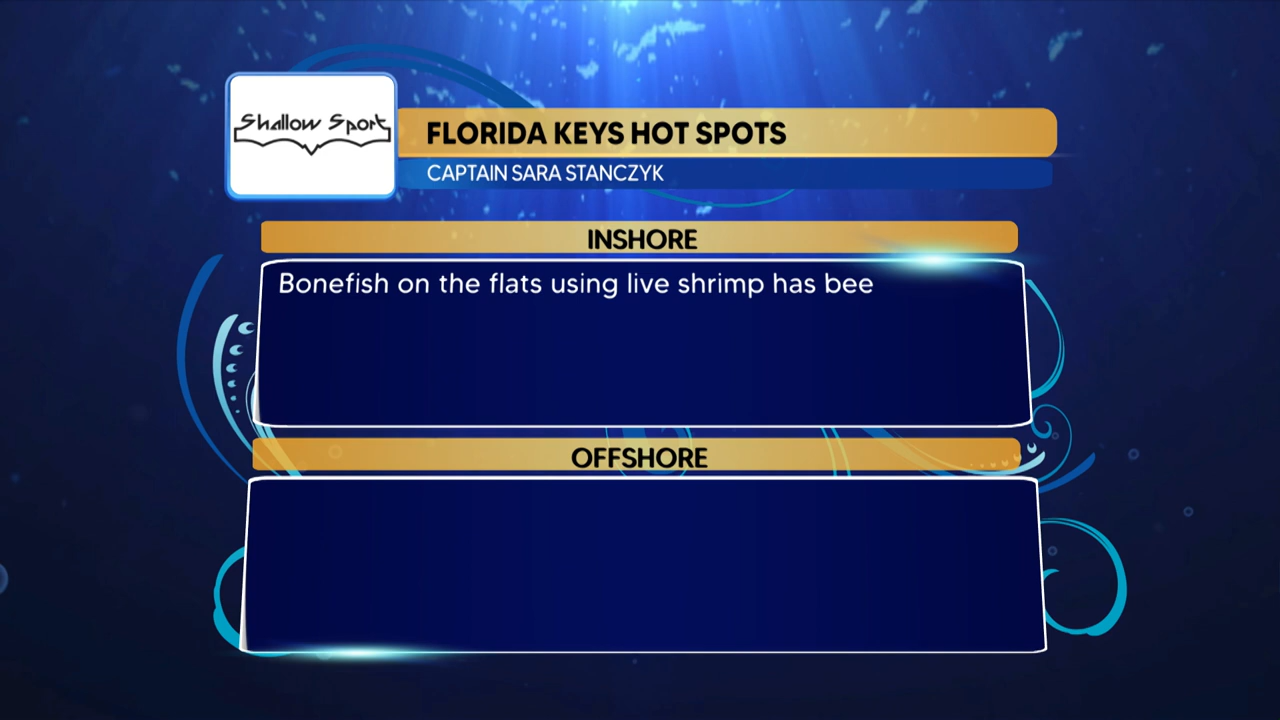 Shallow Sport
FLORIDA KEYS HOT SPOTS
CAPTAIN SARA STANCZYK
INSHORE
Bonefish on the flats using live shrimp has bee
OFFSHORE